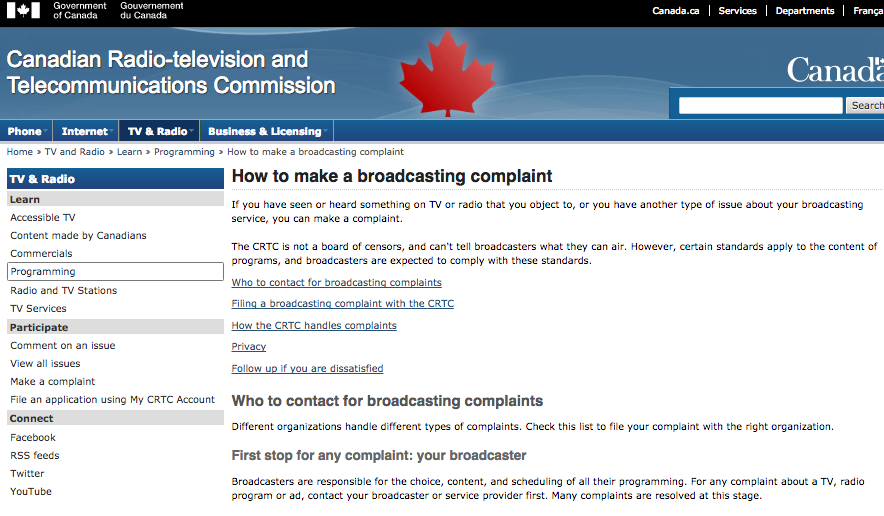 Government of Canada
Gouvernement du Canada
Canada.ca | Services | Departments | França
Canadian Radio-television and
Telecommunications Commission
Canada
Search
Phone Internet TV & Radio Business & Licensing
Home » TV and Radio » Learn » Programming » How to make a broadcasting complaint
TV & Radio
Learn
Accessible TV
Content made by Canadians
Commercials
Programming
Radio and TV Stations
TV Services
Participate
Comment on an issue
View all issues
Make a complaint
File an application using My CRTC Account
Connect
Facebook
RSS feeds
Twitter
YouTube
How to make a broadcasting complaint
If you have seen or heard something on TV or radio that you object to, or you have another type of issue about your broadcasting
service, you can make a complaint.
The CRTC is not a board of censors, and can't tell broadcasters what they can air. However, certain standards apply to the content of
programs, and broadcasters are expected to comply with these standards.
Who to contact for broadcasting complaints
Filing a broadcasting complaint with the CRTC
How the CRTC handles complaints
Privacy
Follow up if you are dissatisfied
Who to contact for broadcasting complaints
Different organizations handle different types of complaints. Check this list to file your complaint with the right organization.
First stop for any complaint: your broadcaster
Broadcasters are responsible for the choice, content, and scheduling of all their programming. For any complaint about a TV, radio
program or ad, contact your broadcaster or service provider first. Many complaints are resolved at this stage.